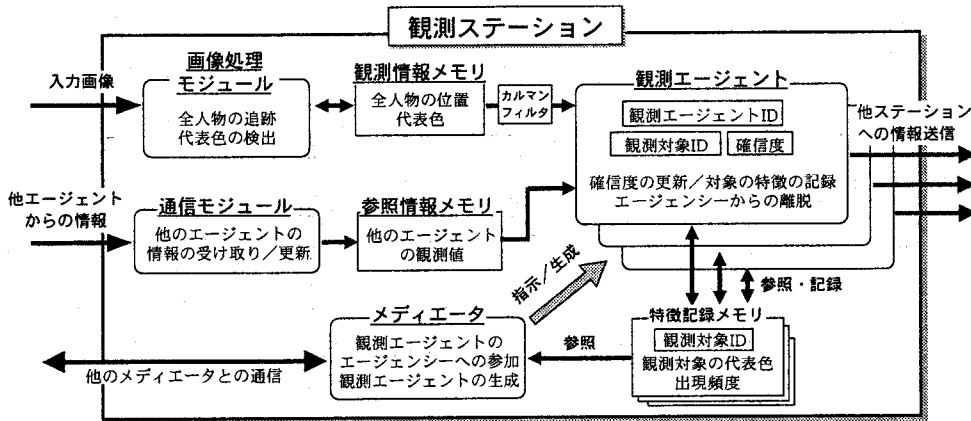 観測ステーション
入力画像
画像処理
モジュール
全人物の追跡
代表色の検出
観測情報メモリ
全人物の位置
代表色
カルマン
フィルタ
観測エージェント
観測エージェントID
観測対象ID
確信度
確信度の更新／対象の特徴の記録
エージェンシーからの離脱
他ステーション
への情報送信
他エージェント
からの情報
通信モジュール
他のエージェントの
情報の受け取り／更新
参照情報メモリ
他のエージェント
の観測値
指示／生成
参照・記録
メディエータ
観測エージェントの
エージェンシーへの参加
観測エージェントの生成
参照
特徴記録メモリ
観測対象ID
観測対象の代表色
出現頻度
他のメディエータとの通信